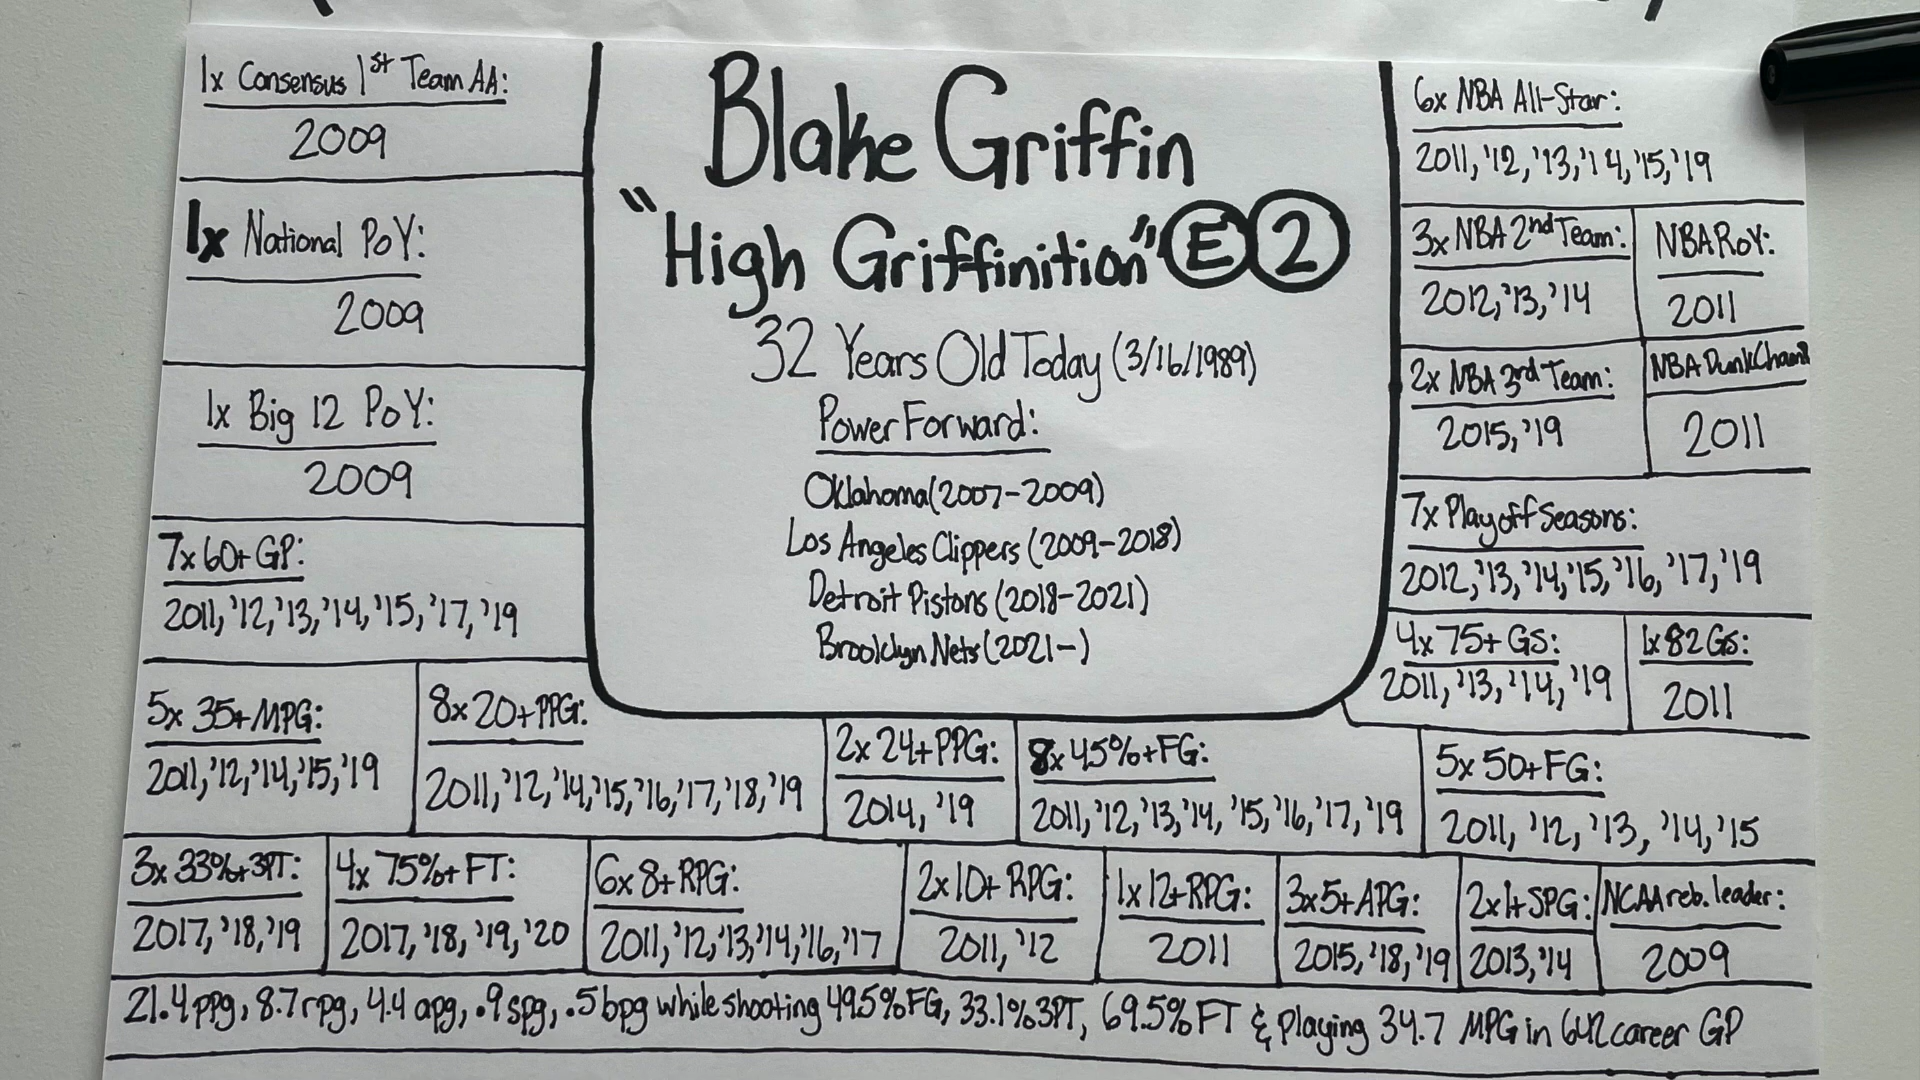 Blake Griffin
"High Griffinition" E 2
32 Years Old Today (3/16/1989)
Power Forward:
Oklahoma (2007-2009)
Los Angeles Clippers (2009-2018)
Detroit Pistons (2018-2021)
Brooklyn Nets (2021-)
1x Consensus 1st Team AA:
2009
1x National PoY:
2009
1x Big 12 PoY:
2009
7x 60+ GP:
2011, '12, '13, '14, '15, '17, '19
6x NBA All-Star:
2011, '12, '13, '14, '15, '19
3x NBA 2nd Team:
2012, '13, '14
NBA RoY:
2011
2x NBA 3rd Team:
2015, '19
NBA Dunk Champ
2011
7x Playoff Seasons:
2012, '13, '14, '15, '16, '17, '19
4x 75+ GS:
2011, '13, '14, '19
1x 82 GS:
2011
5x 35+ MPG:
2011, '12, '14, '15, '19
8x 20+ PPG:
2011, '12, '14, '15, '16, '17, '18, '19
2x 24+ PPG:
2014, '19
8x 45%+ FG:
2011, '12, '13, '14, '15, '16, '17, '19
5x 50+ FG:
2011, '12, '13, '14, '15
3x 33%+ 3PT:
2017, '18, '19
4x 75%+ FT:
2017, '18, '19, '20
6x 8+ RPG:
2011, '12, '13, '14, '16, '17
2x 10+ RPG:
2011, '12
1x 12+ RPG:
2011
3x 5+ APG:
2015, '18, '19
2x 1+ SPG:
2013, '14
NCAA reb. leader:
2009
21.4 ppg, 8.7 rpg, 4.4 apg, .9 spg, .5 bpg while shooting 49.5% FG, 33.1% 3PT, 69.5% FT & playing 34.7 MPG in 642 career GP